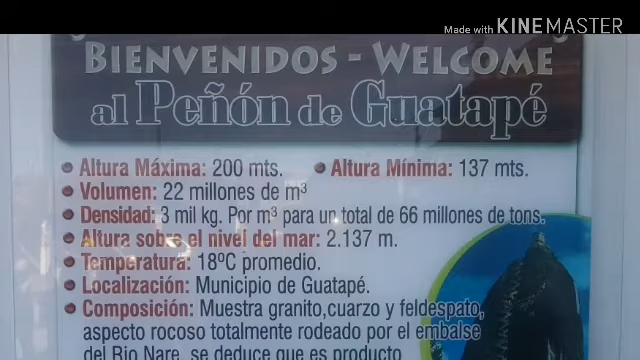 Made with KINEMASTER
BIENVENIDOS - WELCOME
al Peñón de Guatapé
Altura Máxima: 200 mts. Altura Mínima: 137 mts.
Volumen: 22 millones de m³
Densidad: 3 mil kg. Por m³ para un total de 66 millones de tons.
Altura sobre el nivel del mar: 2.137 m.
Temperatura: 18ºC promedio.
Localización: Municipio de Guatapé.
Composición: Muestra granito,cuarzo y feldespato,
aspecto rocoso totalmente rodeado por el embalse
del Rio Nare, se deduce que es producto